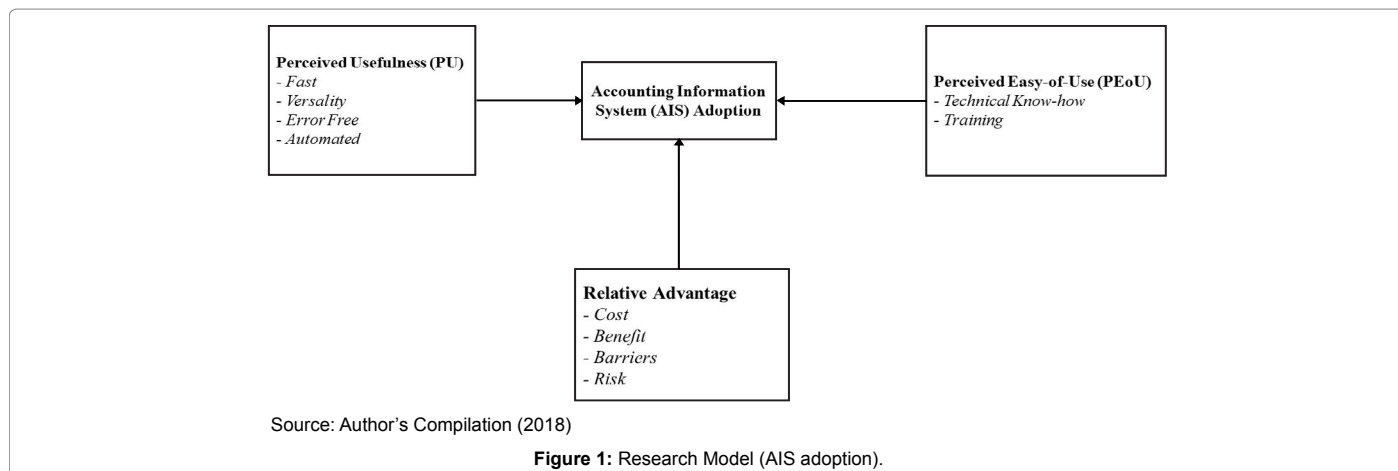 Perceived Usefulness (PU)
- Fast
- Versality
- Error Free
- Automated
Accounting Information
System (AIS) Adoption
Perceived Easy-of-Use (PEoU)
- Technical Know-how
- Training
Relative Advantage
- Cost
- Benefit
- Barriers
- Risk
Source: Author’s Compilation (2018)
Figure 1: Research Model (AIS adoption).